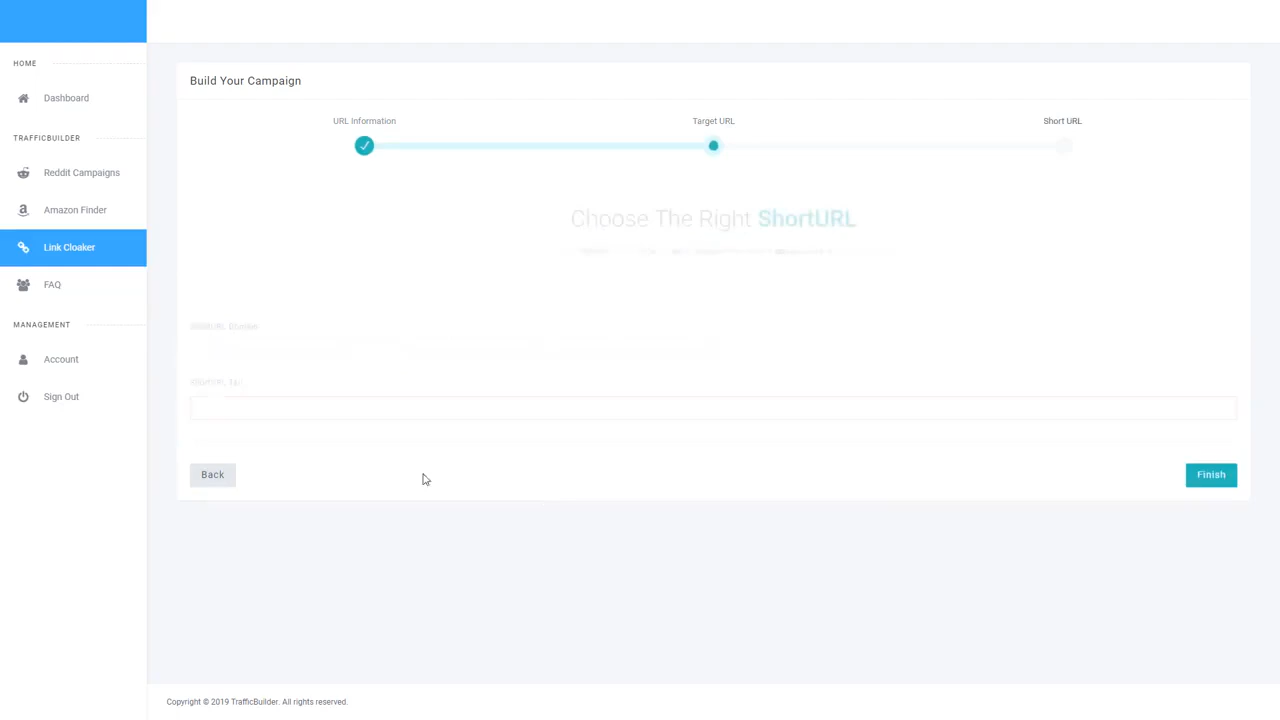 HOME
Dashboard
TRAFFICBUILDER
Reddit Campaigns
Amazon Finder
Link Cloaker
FAQ
MANAGEMENT
Account
Sign Out
Build Your Campaign
URL Information
Target URL
Short URL
Choose The Right ShortURL
Back
Finish
Copyright © 2019 TrafficBuilder. All rights reserved.